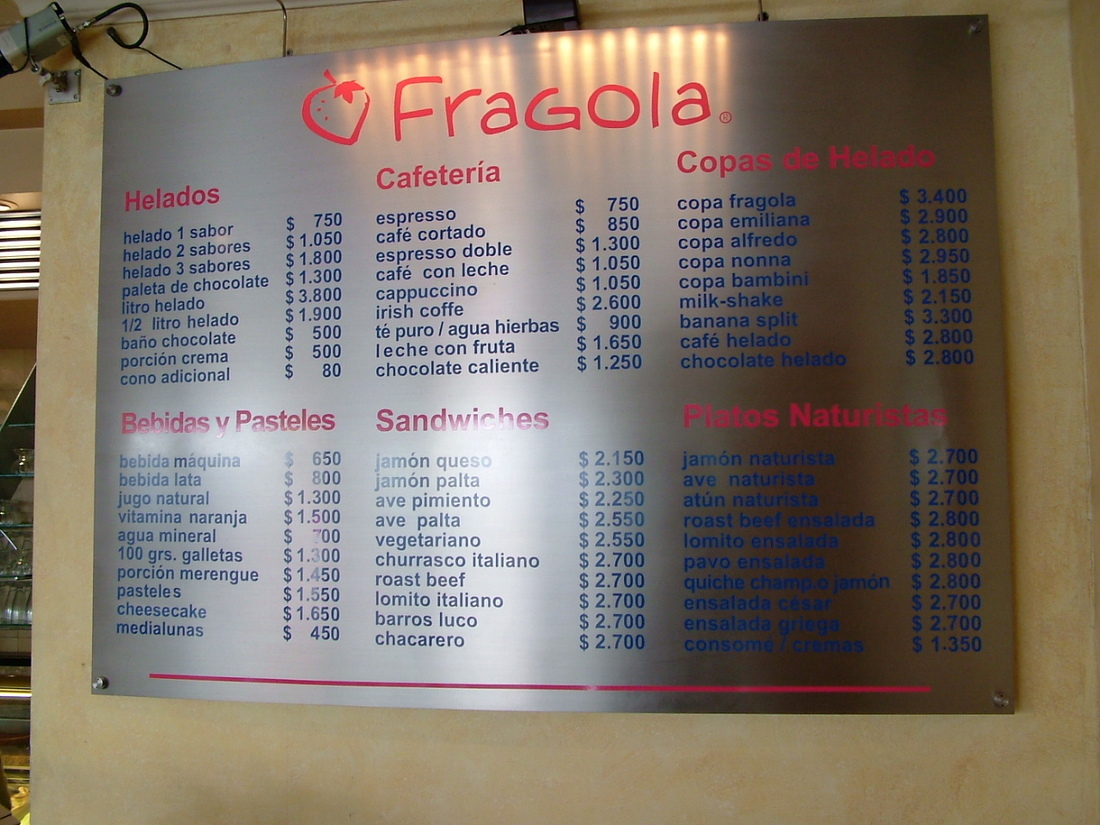 Fragola®
Helados
helado 1 sabor $ 750
helado 2 sabores $ 1.050
helado 3 sabores $ 1.800
paleta de chocolate $ 1.300
litro helado $ 3.800
1/2 litro helado $ 1.900
baño chocolate $ 500
porción crema $ 500
cono adicional $ 80
Cafetería
espresso $ 750
café cortado $ 850
espresso doble $ 1.300
café con leche $ 1.050
cappuccino $ 1.050
irish coffe $ 2.600
té puro / agua hierbas $ 900
leche con fruta $ 1.650
chocolate caliente $ 1.250
Copas de Helado
copa fragola $ 3.400
copa emiliana $ 2.900
copa alfredo $ 2.800
copa nonna $ 2.950
copa bambini $ 1.850
milk-shake $ 2.150
banana split $ 3.300
café helado $ 2.800
chocolate helado $ 2.800
Bebidas y Pasteles
bebida máquina $ 650
bebida lata $ 800
jugo natural $ 1.300
vitamina naranja $ 1.500
agua mineral $ 700
100 grs. galletas $ 1.300
porción merengue $ 1.450
pasteles $ 1.550
cheesecake $ 1.650
medialunas $ 450
Sandwiches
jamón queso $ 2.150
jamón palta $ 2.300
ave pimiento $ 2.250
ave palta $ 2.550
vegetariano $ 2.550
churrasco italiano $ 2.700
roast beef $ 2.700
lomito italiano $ 2.700
barros luco $ 2.700
chacarero $ 2.700
Platos Naturistas
jamón naturista $ 2.700
ave naturista $ 2.700
atún naturista $ 2.700
roast beef ensalada $ 2.800
lomito ensalada $ 2.800
pavo ensalada $ 2.800
quiche champ.o jamón $ 2.800
ensalada césar $ 2.700
ensalada griega $ 2.700
consomé / cremas $ 1.350